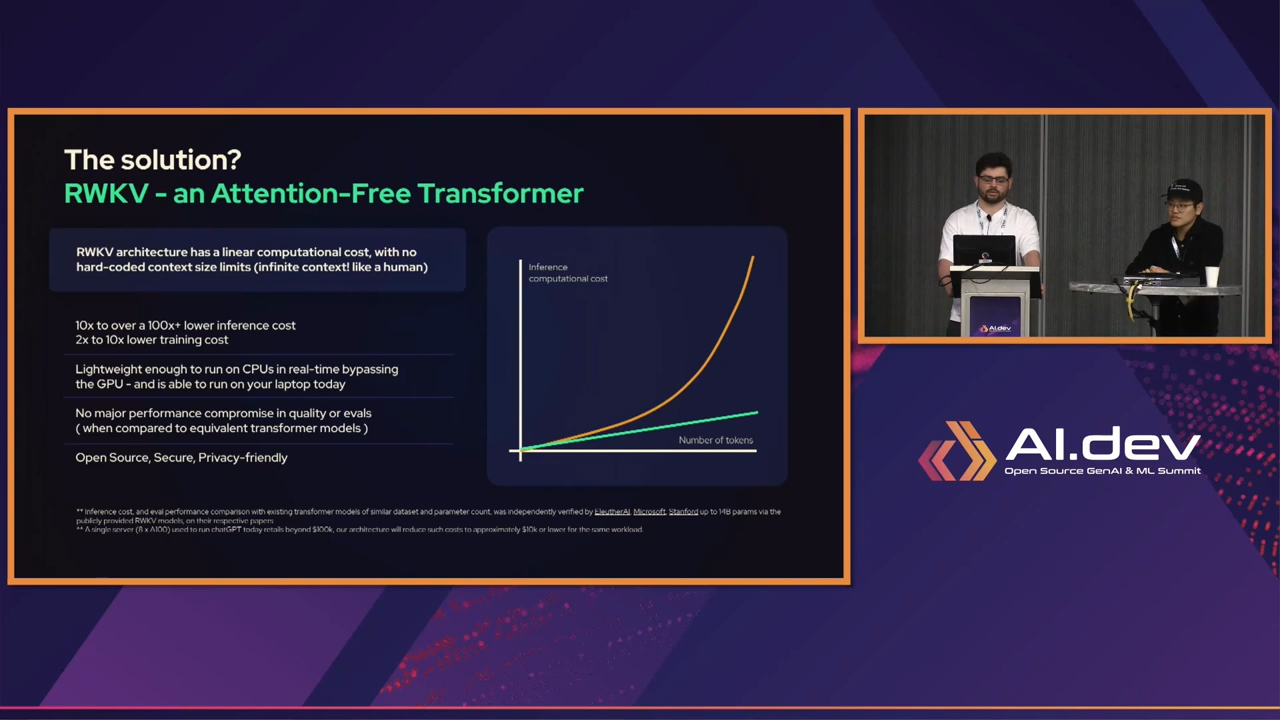 The solution?
RWKV - an Attention-Free Transformer
RWKV architecture has a linear computational cost, with no
hard-coded context size limits (infinite context! like a human)
10x to over a 100x+ lower inference cost
2x to 10x lower training cost
Lightweight enough to run on CPUs in real-time bypassing
the GPU - and is able to run on your laptop today
No major performance compromise in quality or evals
( when compared to equivalent transformer models )
Open Source, Secure, Privacy-friendly
Inference
computational cost
Number of tokens
** Inference cost, and eval performance comparison with existing transformer models of similar dataset and parameter count, was independently verified by EleutherAI, Microsoft, Stanford up to 14B params via the
publicly provided RWKV models, on their respective papers
** A single server (8 x A100) used to run chatGPT today retails beyond $100k, our architecture will reduce such costs to approximately $10k or lower for the same workload.
AI.dev
AI.dev
Open Source GenAI & ML Summit